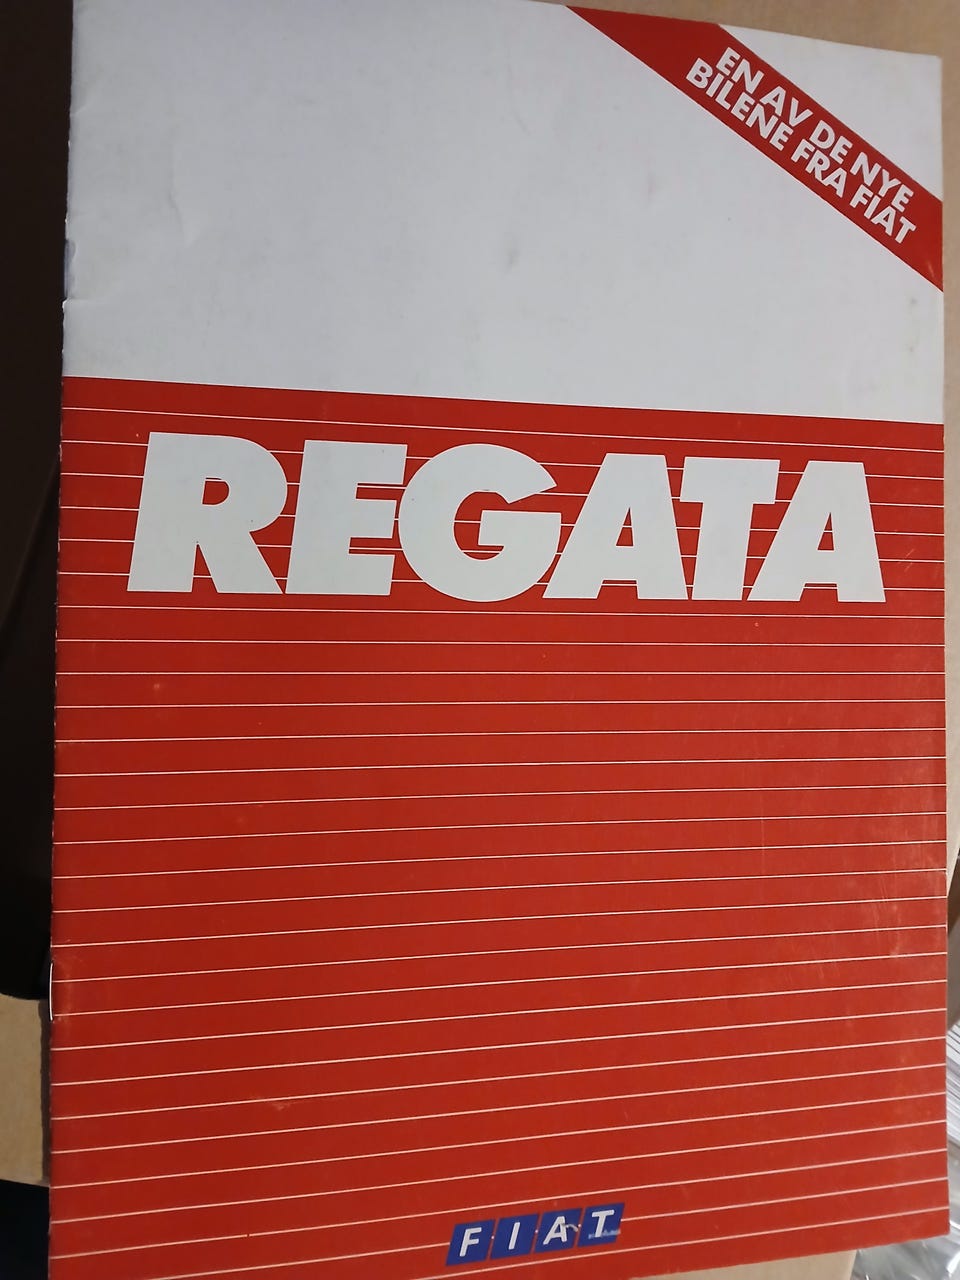 EN AV DE NYE
BILENE FRA FIAT
REGATA
FIAT